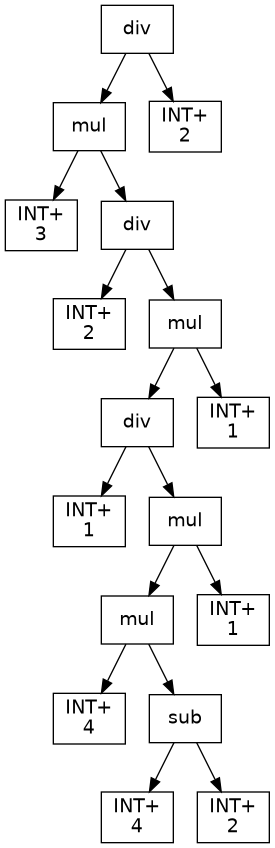 div
mul
INT+
2
INT+
3
div
INT+
2
mul
div
INT+
1
INT+
1
mul
mul
INT+
1
INT+
4
sub
INT+
4
INT+
2